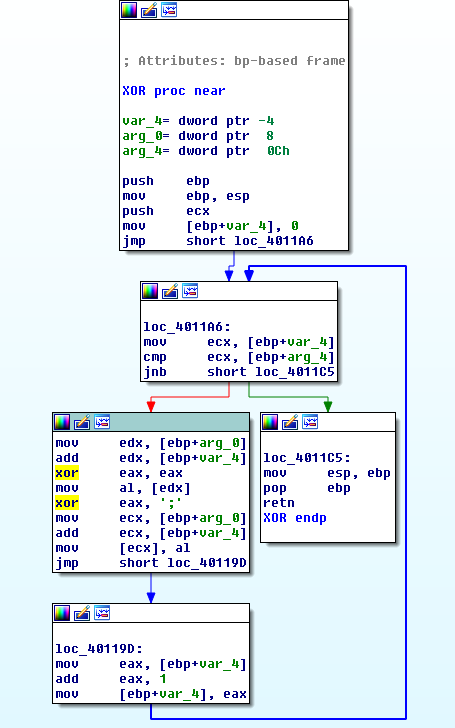 ; Attributes: bp-based frame
XOR proc near
var_4= dword ptr -4
arg_0= dword ptr  8
arg_4= dword ptr  0Ch
push    ebp
mov     ebp, esp
push    ecx
mov     [ebp+var_4], 0
jmp     short loc_4011A6
loc_4011A6:
mov     ecx, [ebp+var_4]
cmp     ecx, [ebp+arg_4]
jnb     short loc_4011C5
mov     edx, [ebp+arg_0]
add     edx, [ebp+var_4]
xor     eax, eax
mov     al, [edx]
xor     eax, ';'
mov     ecx, [ebp+arg_0]
add     ecx, [ebp+var_4]
mov     [ecx], al
jmp     short loc_40119D
loc_4011C5:
mov     esp, ebp
pop     ebp
retn
XOR endp
loc_40119D:
mov     eax, [ebp+var_4]
add     eax, 1
mov     [ebp+var_4], eax